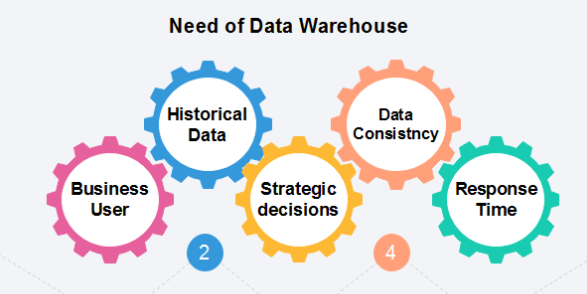 Need of Data Warehouse
Historical
Data
Data
Consistncy
Business
User
Strategic
decisions
Response
Time
2
4